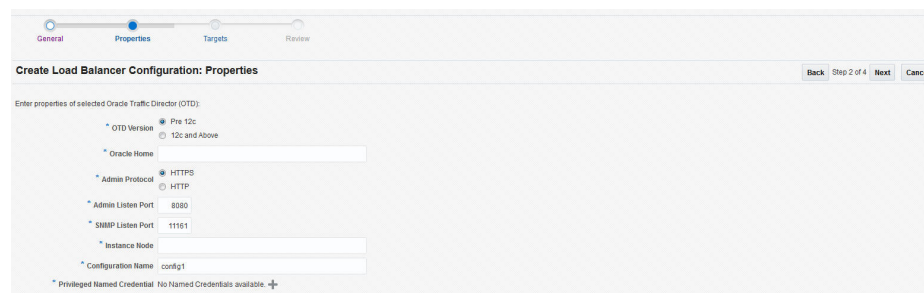 General Properties Targets Review
Create Load Balancer Configuration: Properties
Back Step 2 of 4 Next
Enter properties of selected Oracle Traffic Director (OTD):
* OTD Version Pre 12c
12c and Above
* Oracle Home
* Admin Protocol HTTPS
HTTP
* Admin Listen Port 8080
* SNMP Listen Port 11161
* Instance Node
* Configuration Name config1
* Privileged Named Credential No Named Credentials available.